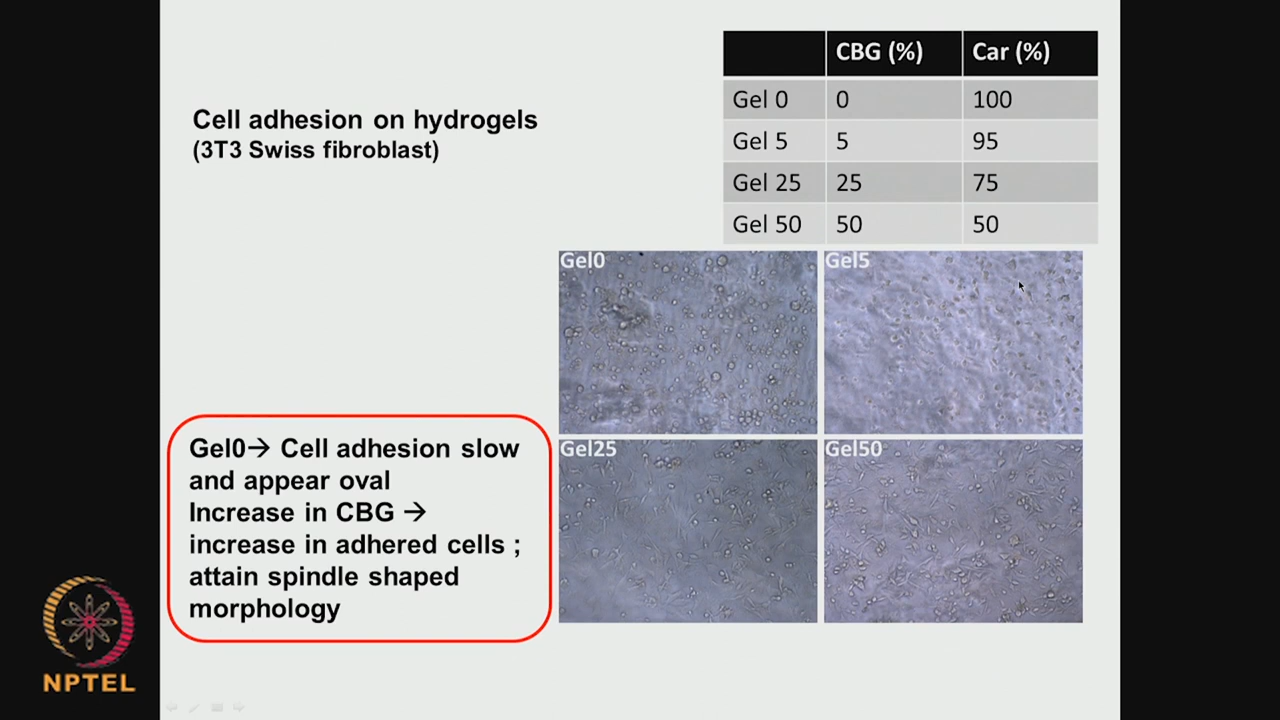 Cell adhesion on hydrogels
(3T3 Swiss fibroblast)
CBG (%) Car (%)
Gel 0 0 100
Gel 5 5 95
Gel 25 25 75
Gel 50 50 50
Gel0 Gel5
Gel25 Gel50
Gel0→ Cell adhesion slow
and appear oval
Increase in CBG →
increase in adhered cells ;
attain spindle shaped
morphology
NPTEL